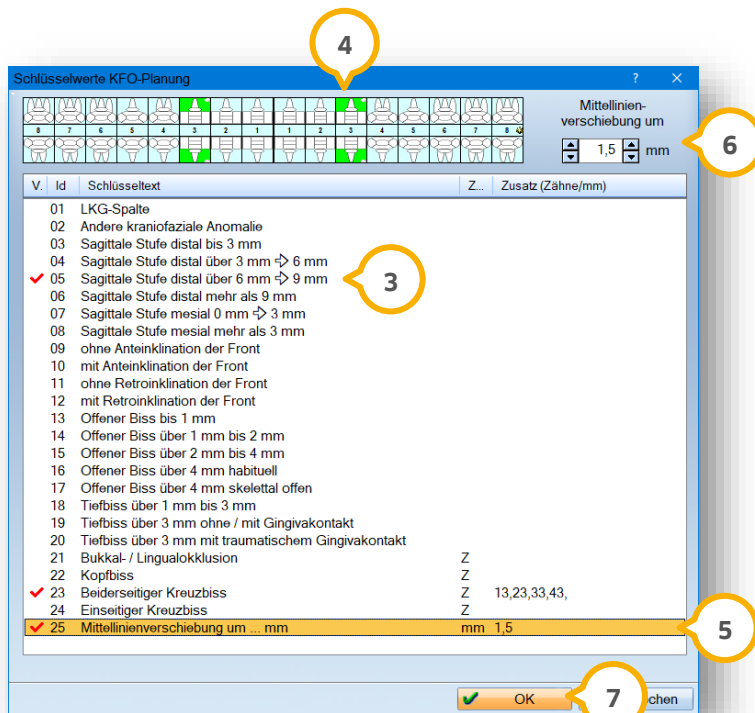 4
Schlüsselwerte KFO-Planung ? ×
8 7 6 5 4 3 2 1 1 2 3 4 5 6 7 8
Mittellinien-
verschiebung um
1,5 mm
6
V. Id Schlüsseltext Z... Zusatz (Zähne/mm)
01 LKG-Spalte
02 Andere kraniofaziale Anomalie
03 Sagittale Stufe distal bis 3 mm
04 Sagittale Stufe distal über 3 mm ➪ 6 mm
✓ 05 Sagittale Stufe distal über 6 mm ➪ 9 mm
3
06 Sagittale Stufe distal mehr als 9 mm
07 Sagittale Stufe mesial 0 mm ➪ 3 mm
08 Sagittale Stufe mesial mehr als 3 mm
09 ohne Anteinklination der Front
10 mit Anteinklination der Front
11 ohne Retroinklination der Front
12 mit Retroinklination der Front
13 Offener Biss bis 1 mm
14 Offener Biss über 1 mm bis 2 mm
15 Offener Biss über 2 mm bis 4 mm
16 Offener Biss über 4 mm habituell
17 Offener Biss über 4 mm skelettal offen
18 Tiefbiss über 1 mm bis 3 mm
19 Tiefbiss über 3 mm ohne / mit Gingivakontakt
20 Tiefbiss über 3 mm mit traumatischem Gingivakontakt
21 Bukkal- / Lingualokklusion Z
22 Kopfbiss Z
✓ 23 Beiderseitiger Kreuzbiss Z 13,23,33,43,
24 Einseitiger Kreuzbiss Z
✓ 25 Mittellinienverschiebung um ... mm mm 1,5
5
✓ OK
7
chen